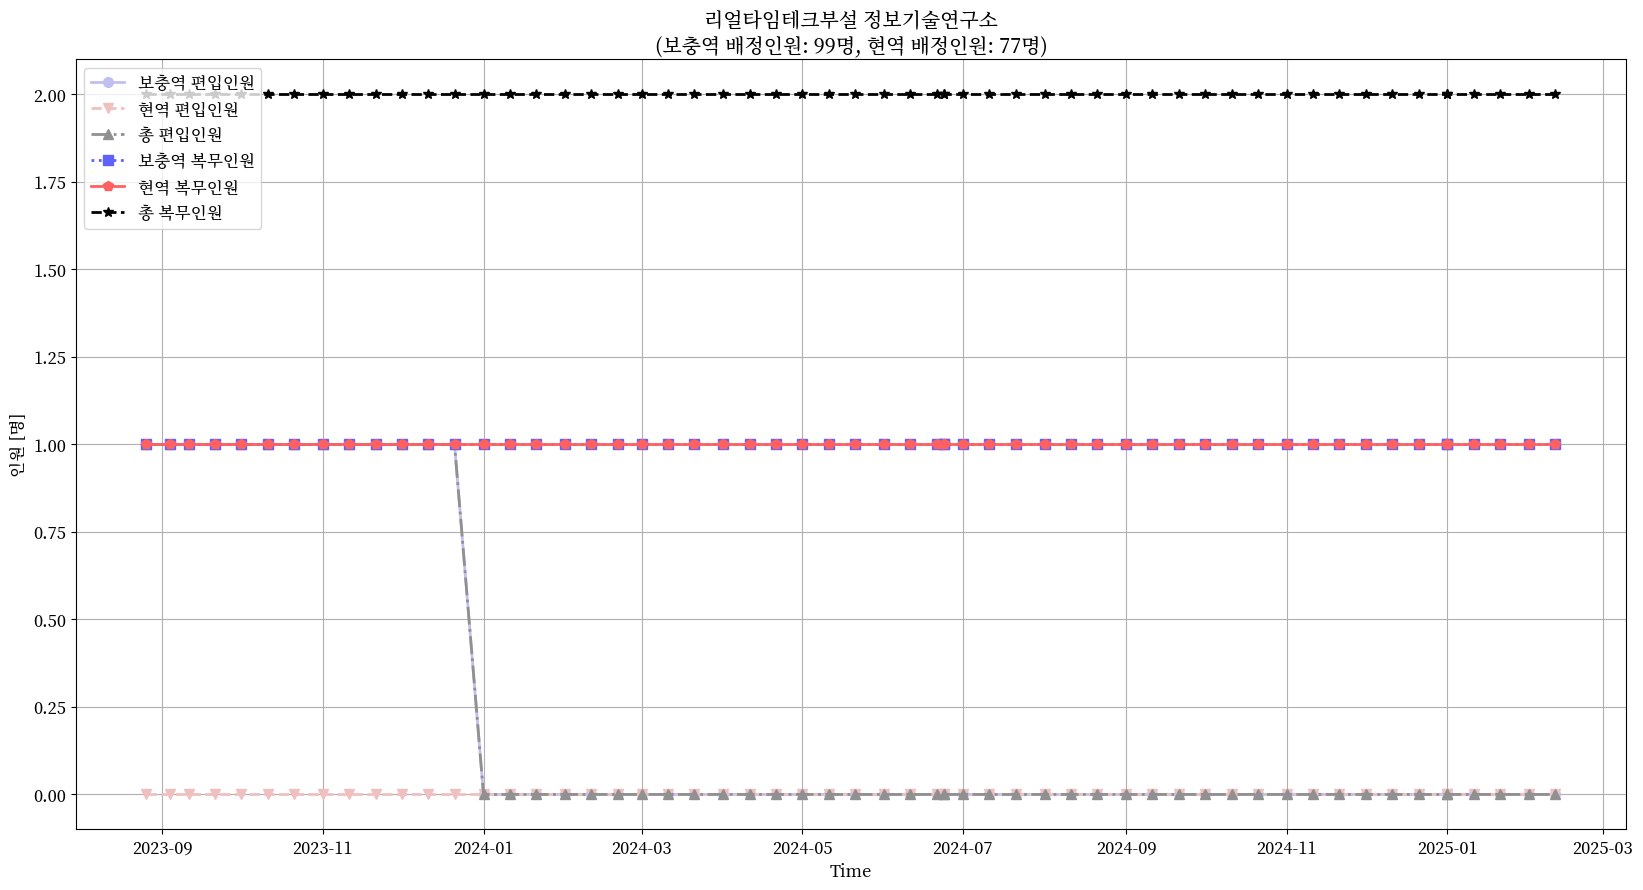 리얼타임테크부설 정보기술연구소
(보충역 배정인원: 99명, 현역 배정인원: 77명)
보충역 편입인원
현역 편입인원
총 편입인원
보충역 복무인원
현역 복무인원
총 복무인원
2.00
1.75
1.50
1.25
1.00
0.75
0.50
0.25
0.00
인원 [명]
2023-09
2023-11
2024-01
2024-03
2024-05
2024-07
2024-09
2024-11
2025-01
2025-03
Time